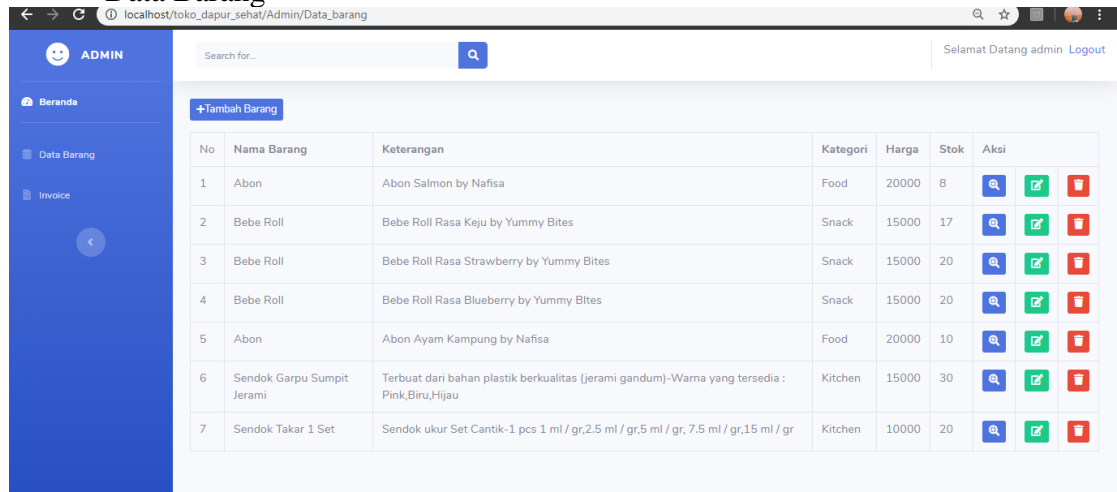 Data Barang
localhost/toko_dapur_sehat/Admin/Data_barang
ADMIN
Search for...
Selamat Datang admin Logout
Beranda
Data Barang
Invoice
+Tambah Barang
No Nama Barang Keterangan Kategori Harga Stok Aksi
1 Abon Abon Salmon by Nafisa Food 20000 8
2 Bebe Roll Bebe Roll Rasa Keju by Yummy Bites Snack 15000 17
3 Bebe Roll Bebe Roll Rasa Strawberry by Yummy Bites Snack 15000 20
4 Bebe Roll Bebe Roll Rasa Blueberry by Yummy BItes Snack 15000 20
5 Abon Abon Ayam Kampung by Nafisa Food 20000 10
6 Sendok Garpu Sumpit Terbuat dari bahan plastik berkualitas (jerami gandum)-Warna yang tersedia : Kitchen 15000 30
Jerami Pink,Biru,Hijau
7 Sendok Takar 1 Set Sendok ukur Set Cantik-1 pcs 1 ml / gr,2.5 ml / gr,5 ml / gr, 7.5 ml / gr,15 ml / gr Kitchen 10000 20